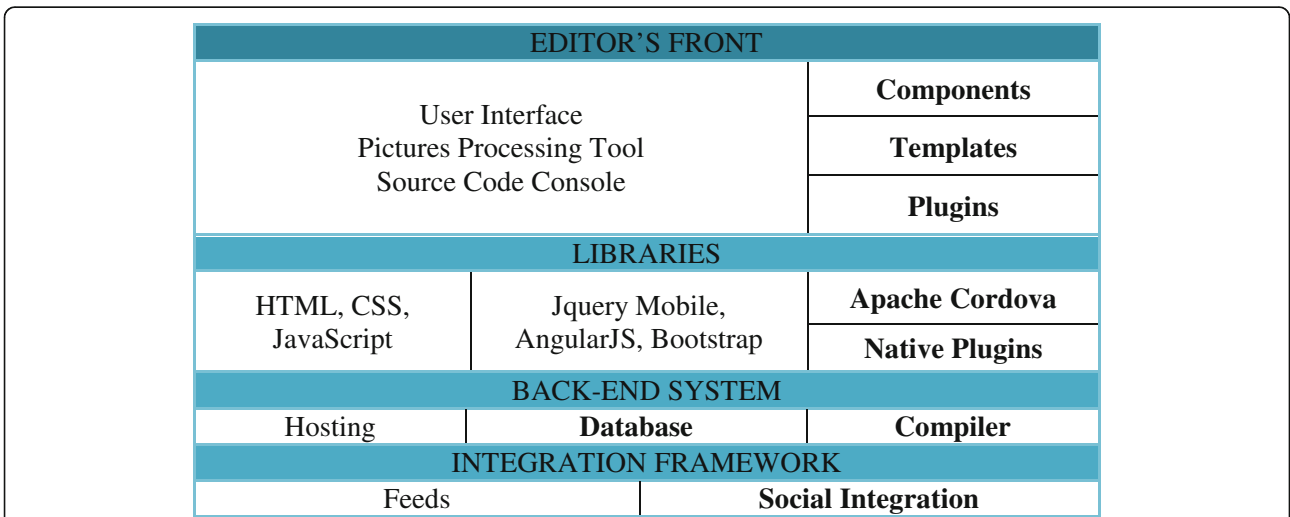 EDITOR’S FRONT
User Interface
Pictures Processing Tool
Source Code Console
Components
Templates
Plugins
LIBRARIES
HTML, CSS,
JavaScript
Jquery Mobile,
AngularJS, Bootstrap
Apache Cordova
Native Plugins
BACK-END SYSTEM
Hosting
Database
Compiler
INTEGRATION FRAMEWORK
Feeds
Social Integration